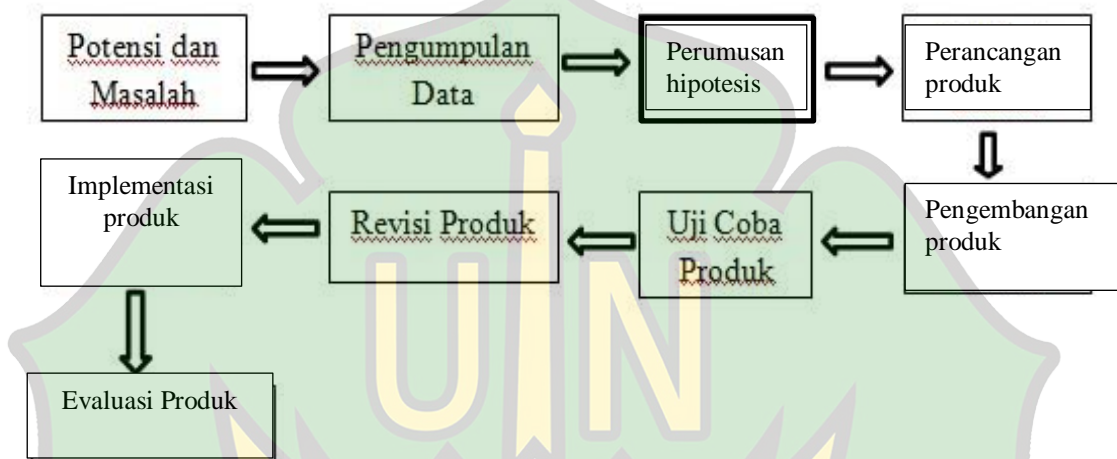 Potensi dan
Masalah
Pengumpulan
Data
Perumusan
hipotesis
Perancangan
produk
Pengembangan
produk
Uji Coba
Produk
Revisi Produk
Implementasi
produk
Evaluasi Produk
UIN